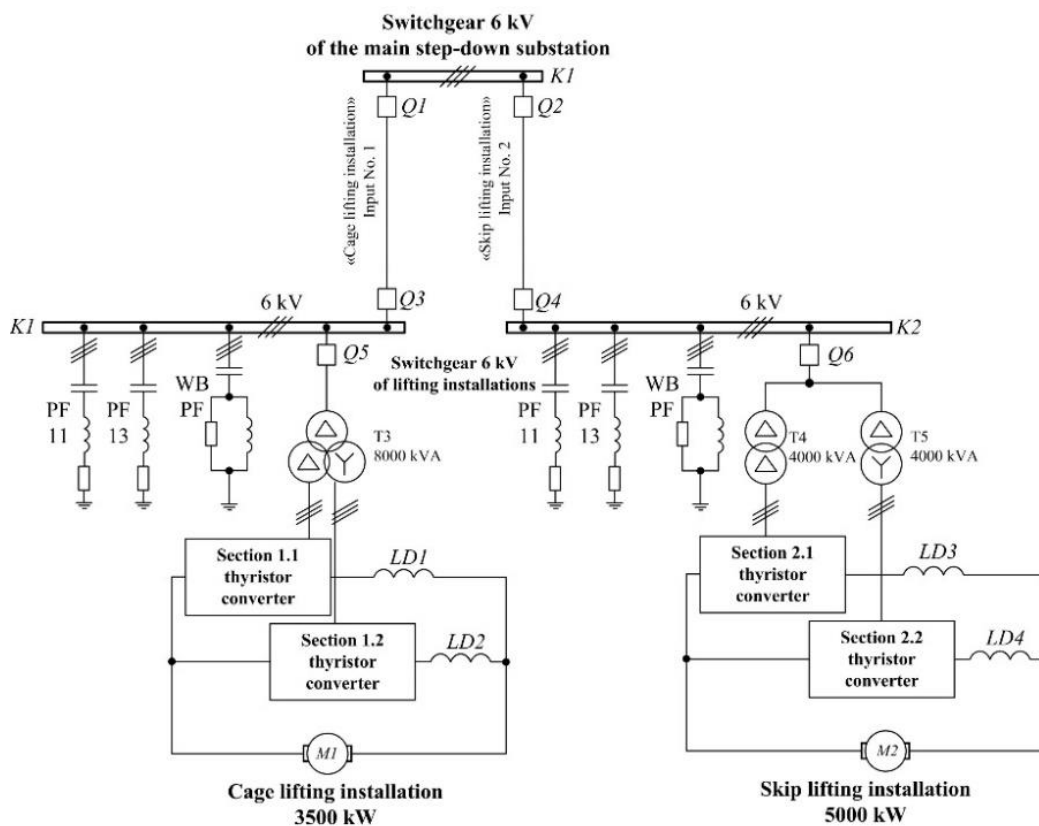 Switchgear 6 kV
of the main step-down substation
K1
Q1
Q2
«Cage lifting installation»
Input No. 1
«Skip lifting installation»
Input No. 2
Q3
Q4
6 kV
6 kV
K1
K2
Q5
Switchgear 6 kV
of lifting installations
Q6
PF
11
PF
13
WB
PF
T3
8000 kVA
PF
11
PF
13
WB
PF
T4
4000 kVA
T5
4000 kVA
Section 1.1
thyristor
converter
LD1
Section 1.2
thyristor
converter
LD2
Section 2.1
thyristor
converter
LD3
Section 2.2
thyristor
converter
LD4
M1
M2
Cage lifting installation
3500 kW
Skip lifting installation
5000 kW